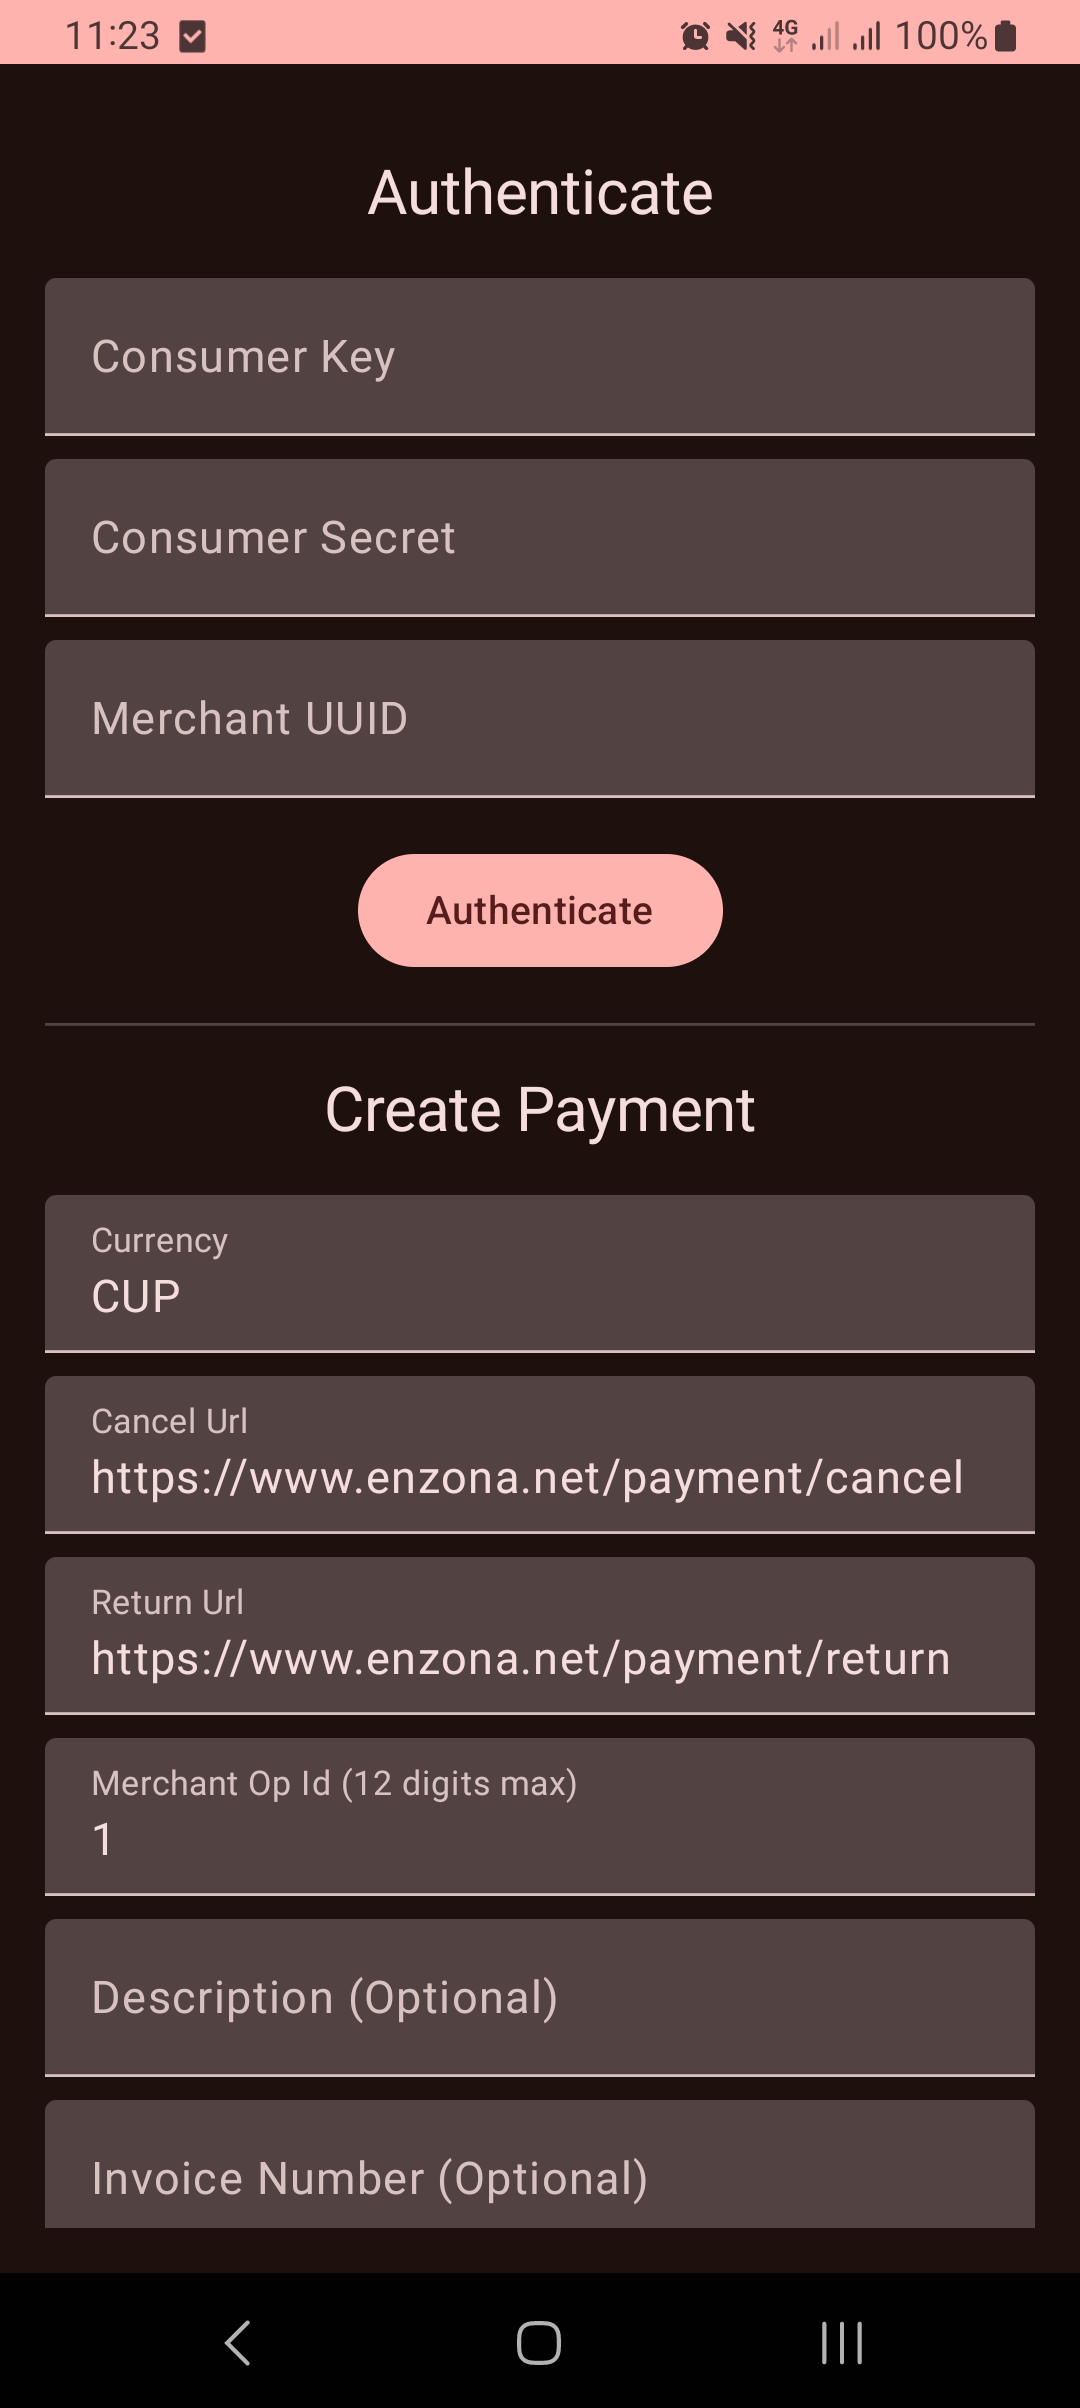 11:23
4G
100%
Authenticate
Consumer Key
Consumer Secret
Merchant UUID
Authenticate
Create Payment
Currency
CUP
Cancel Url
https://www.enzona.net/payment/cancel
Return Url
https://www.enzona.net/payment/return
Merchant Op Id (12 digits max)
1
Description (Optional)
Invoice Number (Optional)